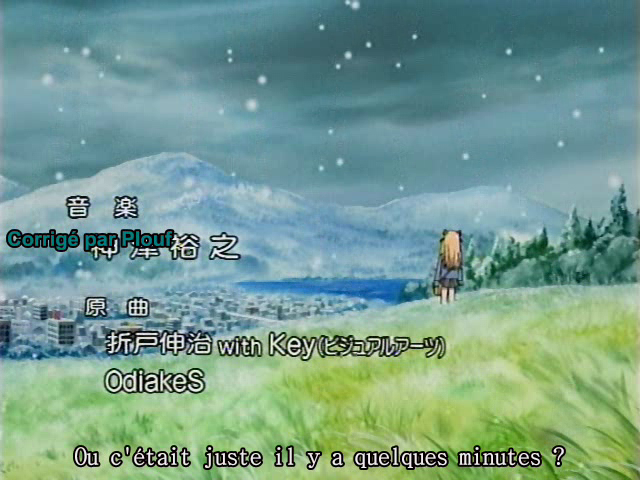 音楽
Corrigé par Plouf
神津裕之
原曲
折戸伸治 with Key(ビジュアルアーツ)
OdiakeS
Ou c'était juste il y a quelques minutes ?